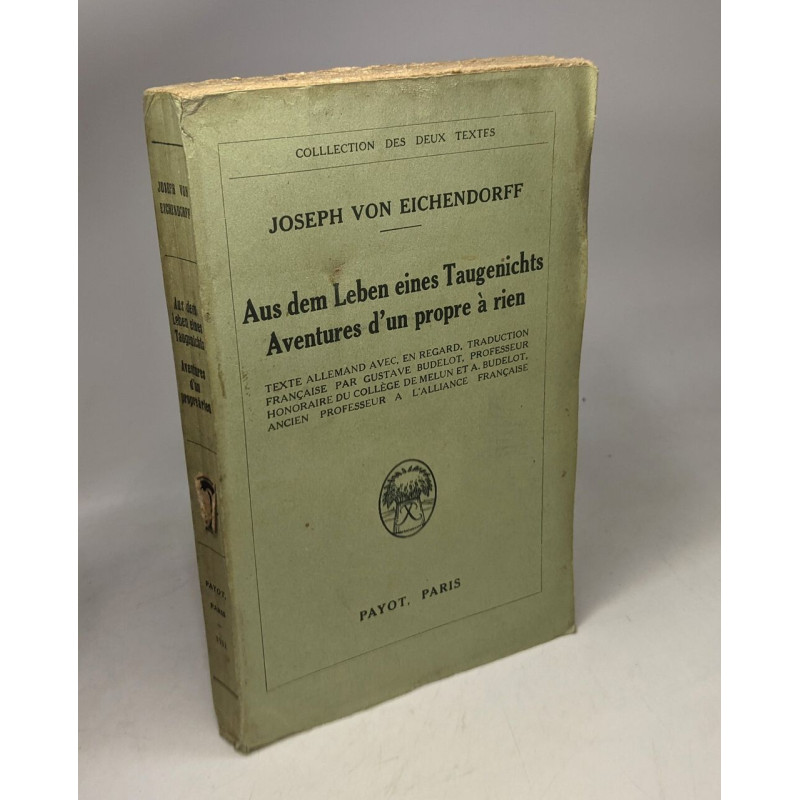 COLLLECTION DES DEUX TEXTES
JOSEPH VON EICHENDORFF
Aus dem Leben eines Taugenichts
Aventures d'un propre à rien
TEXTE ALLEMAND AVEC, EN REGARD, TRADUCTION
FRANÇAISE PAR GUSTAVE BUDELOT, PROFESSEUR
HONORAIRE DU COLLÈGE DE MELUN ET A. BUDELOT,
ANCIEN PROFESSEUR A L'ALLIANCE FRANÇAISE
PAYOT, PARIS
JOSEPH VON
EICHENDORFF
Aus dem
Leben eines
Taugenichts
Aventures
d'un
propre à rien
PAYOT,
PARIS